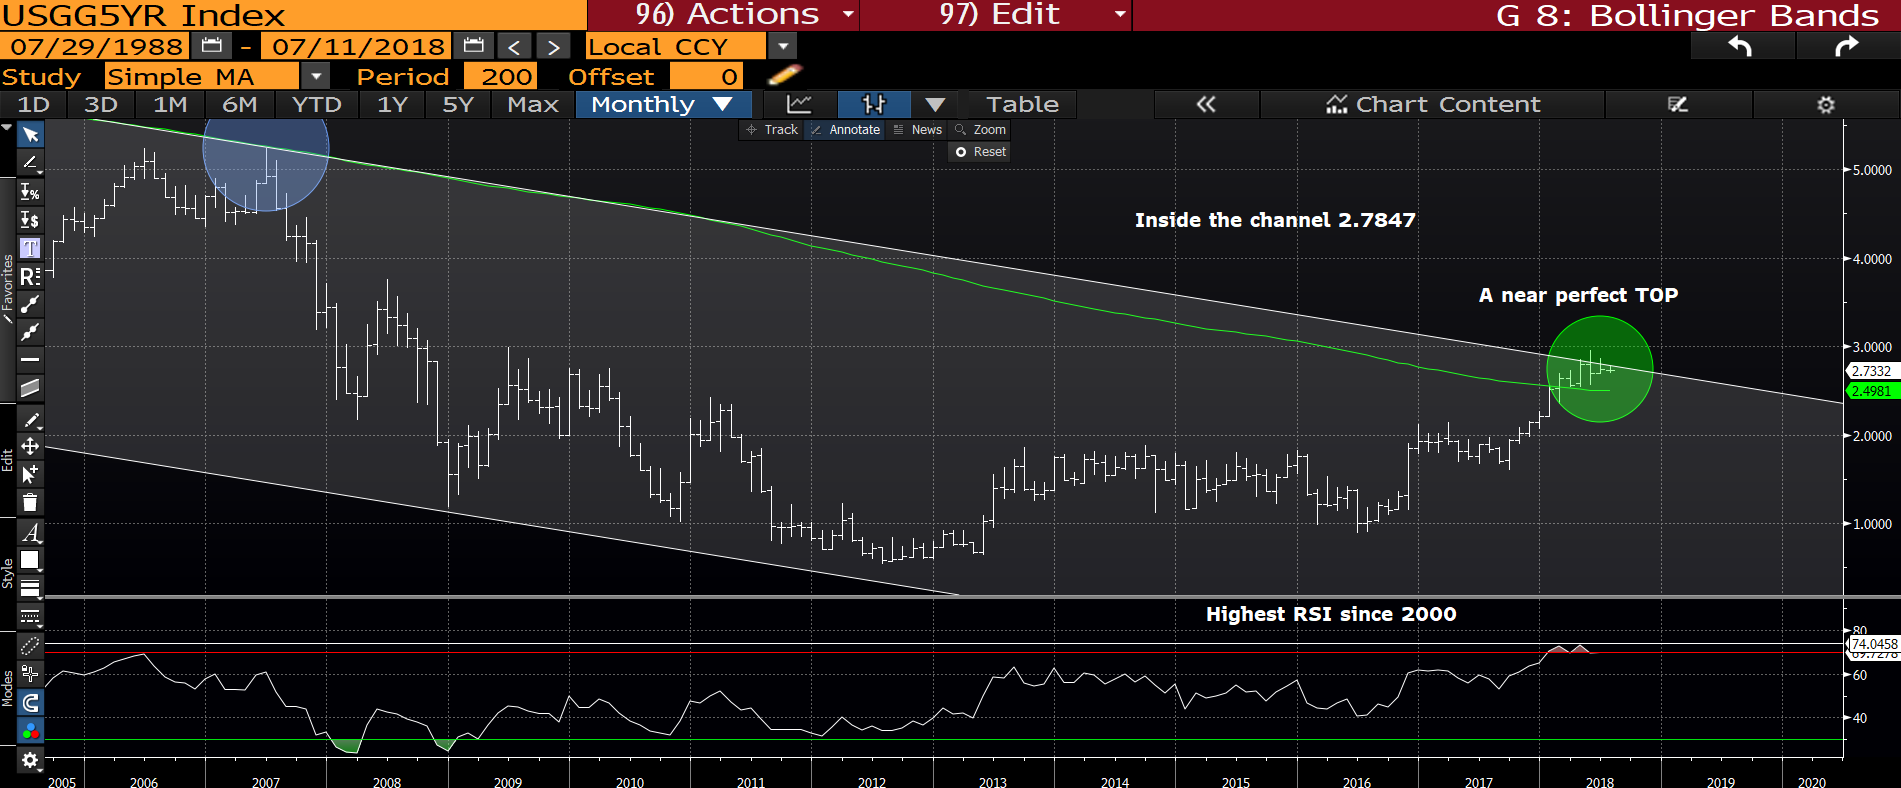 USGG5YR Index 96) Actions 97) Edit G 8: Bollinger Bands
07/29/1988 - 07/11/2018 < > Local CCY
Study Simple MA Period 200 Offset 0
1D 3D 1M 6M YTD 1Y 5Y Max Monthly ▼ Table « Chart Content
Track Annotate News Zoom
Reset
Favorites
Edit
Style
Modes
%
$
T
R
A
Inside the channel 2.7847
A near perfect TOP
5.0000
4.0000
3.0000
2.7332
2.4981
2.0000
1.0000
Highest RSI since 2000
80
74.0458
69.7278
60
40
2005 2006 2007 2008 2009 2010 2011 2012 2013 2014 2015 2016 2017 2018 2019 2020